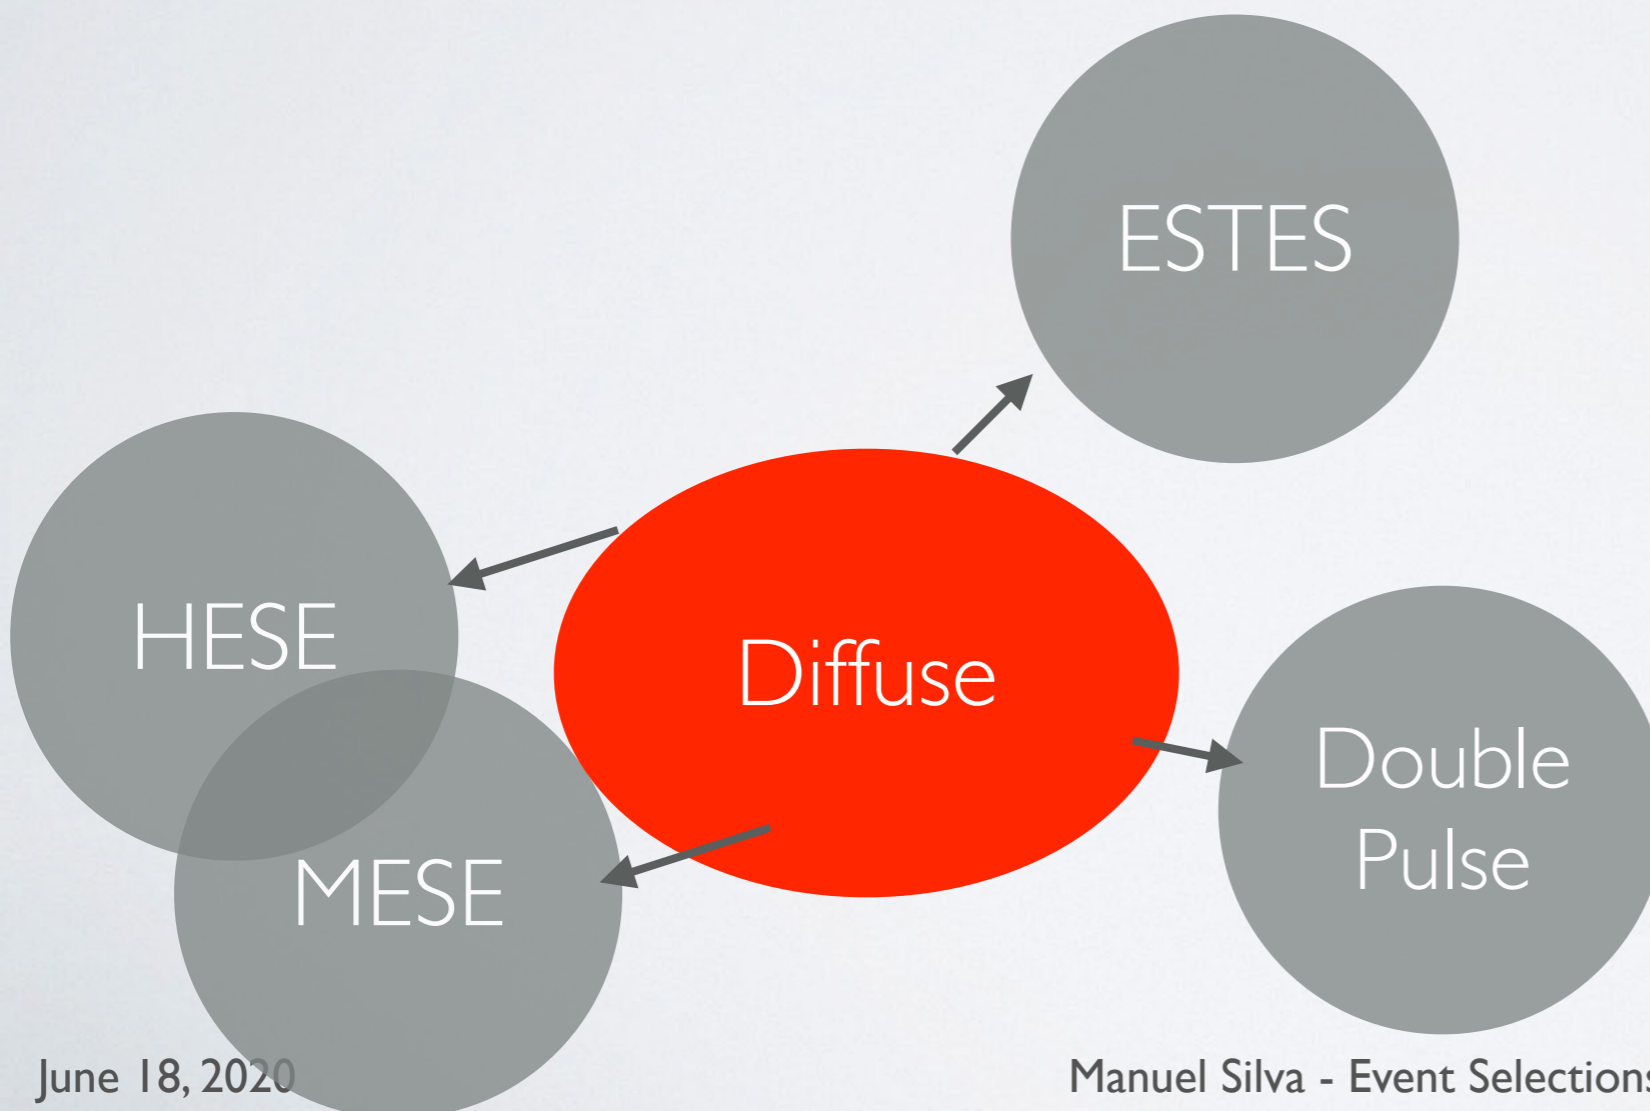 ESTES
HESE
Diffuse
Double
Pulse
MESE
June 18, 2020
Manuel Silva - Event Selections